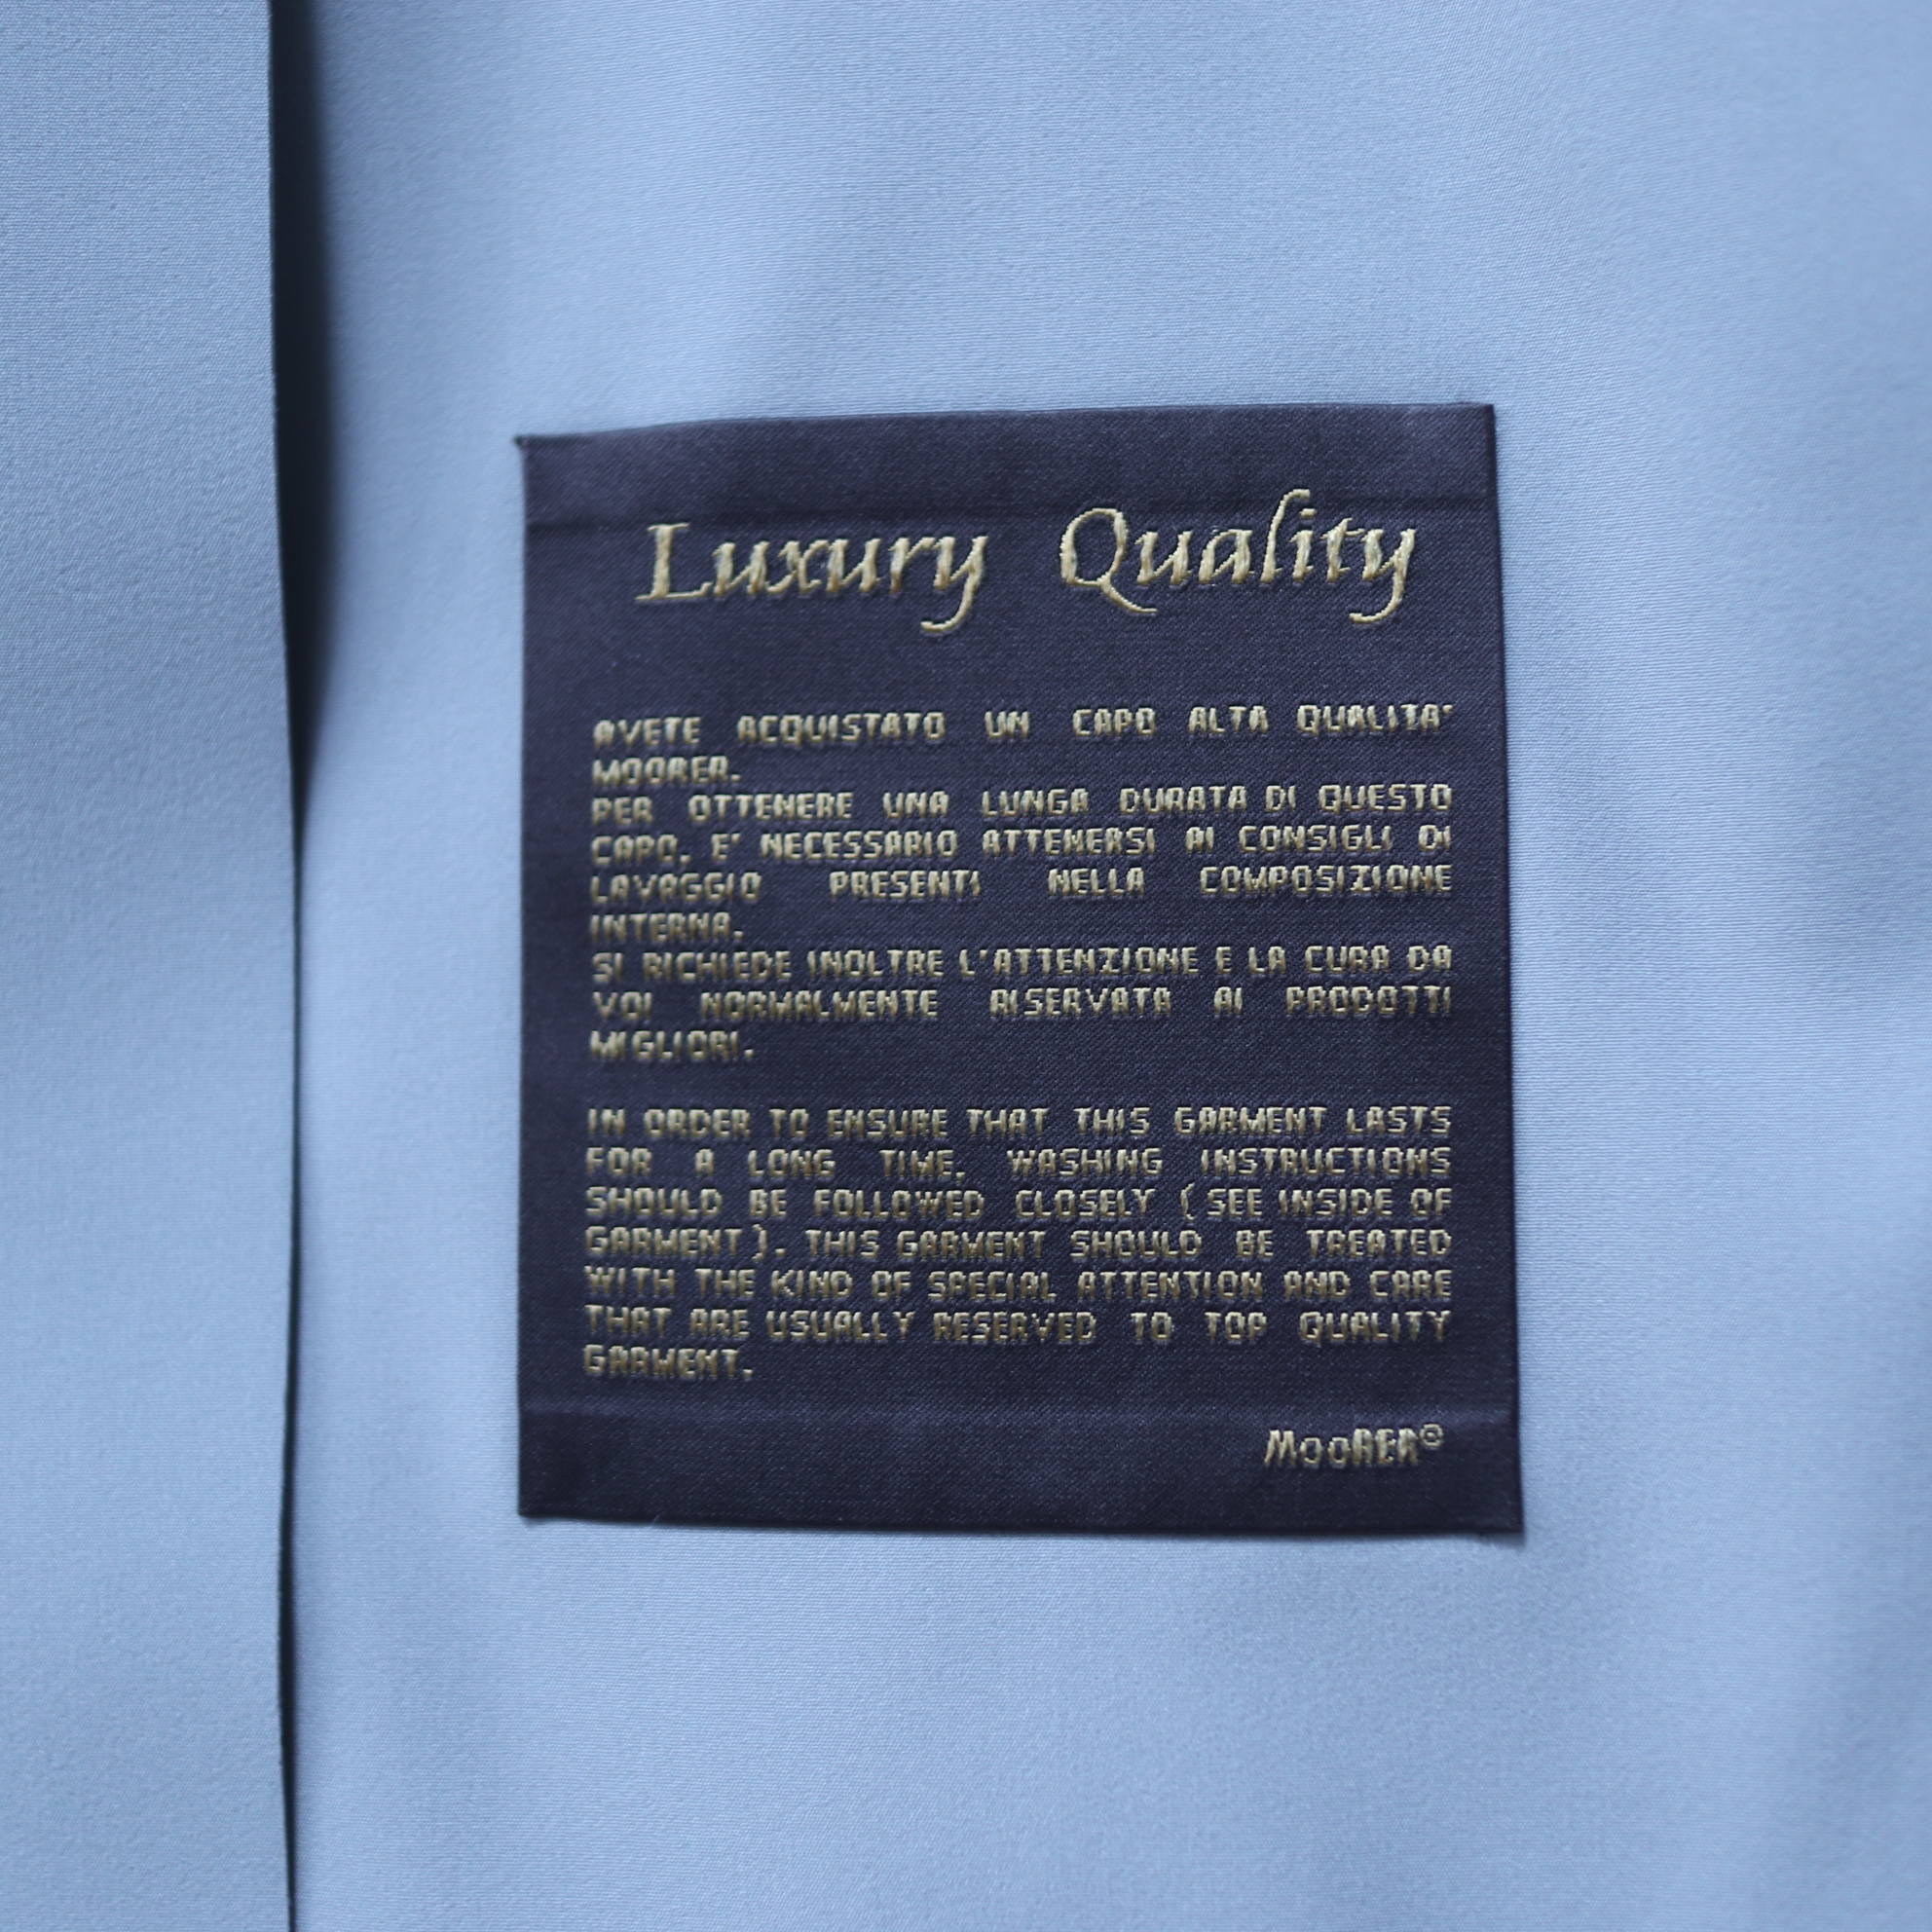 Luxury Quality
AVETE ACQUISTATO UN CAPO ALTA QUALITA'
MOORER.
PER OTTENERE UNA LUNGA DURATA DI QUESTO
CAPO, E' NECESSARIO ATTENERSI AI CONSIGLI DI
LAVAGGIO PRESENTI NELLA COMPOSIZIONE
INTERNA.
SI RICHIEDE INOLTRE L'ATTENZIONE E LA CURA DA
VOI NORMALMENTE RISERVATA AI PRODOTTI
MIGLIORI.
IN ORDER TO ENSURE THAT THIS GARMENT LASTS
FOR A LONG TIME, WASHING INSTRUCTIONS
SHOULD BE FOLLOWED CLOSELY (SEE INSIDE OF
GARMENT). THIS GARMENT SHOULD BE TREATED
WITH THE KIND OF SPECIAL ATTENTION AND CARE
THAT ARE USUALLY RESERVED TO TOP QUALITY
GARMENT.
MOORER®